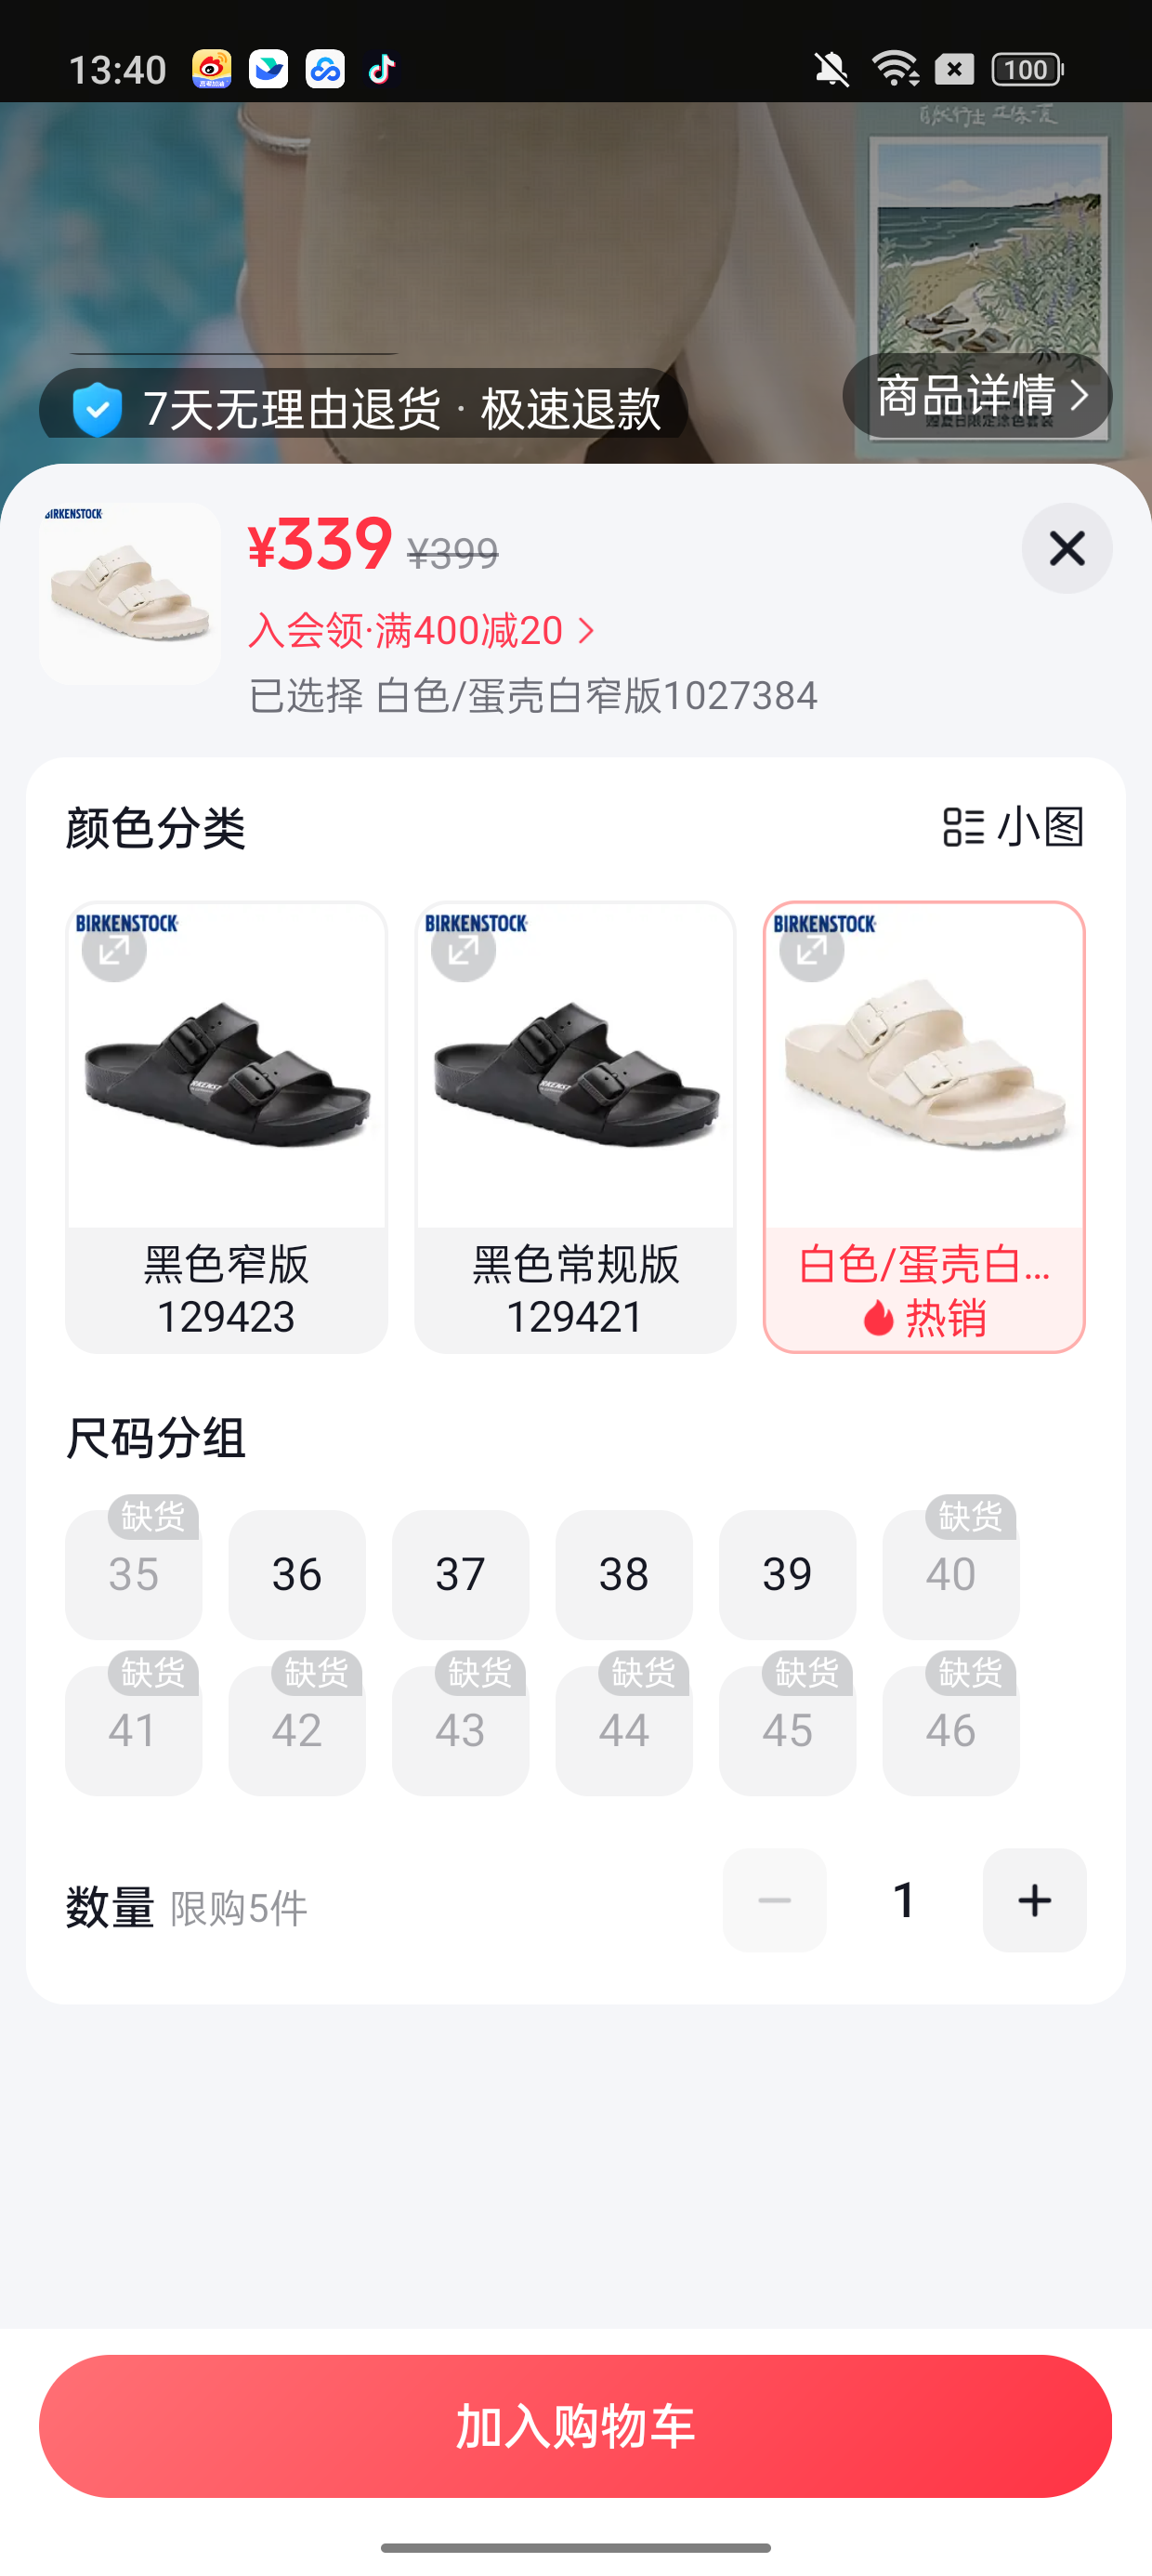 13:40
100
7天无理由退货 · 极速退款
商品详情
BIRKENSTOCK
¥339 ¥399
入会领·满400减20
已选择 白色/蛋壳白窄版1027384
颜色分类
小图
BIRKENSTOCK
BIRKENSTOCK
BIRKENSTOCK
黑色窄版
129423
黑色常规版
129421
白色/蛋壳白...
热销
尺码分组
缺货
缺货
35 36 37 38 39 40
缺货 缺货 缺货 缺货 缺货 缺货
41 42 43 44 45 46
数量 限购5件
1
加入购物车